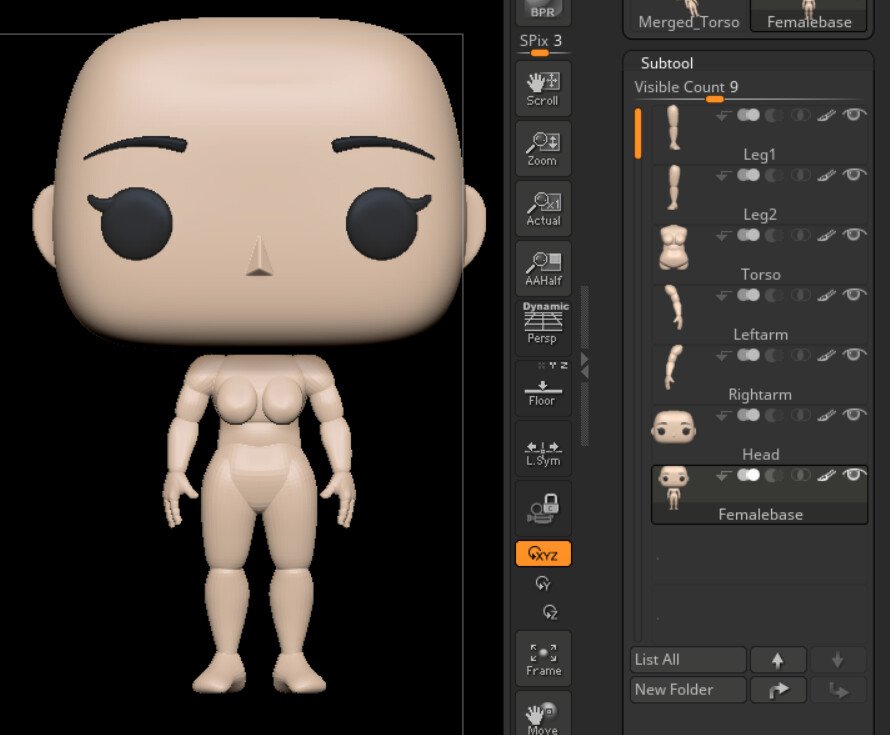 BPR
SPix 3
Scroll
Zoom
Actual
AAHalf
Dynamic
Persp
X Y Z
Floor
L.Sym
XYZ
Y
Z
Frame
Move
Merged_Torso
Femalebase
Subtool
Visible Count 9
Leg1
Leg2
Torso
Leftarm
Rightarm
Head
Femalebase
List All
New Folder